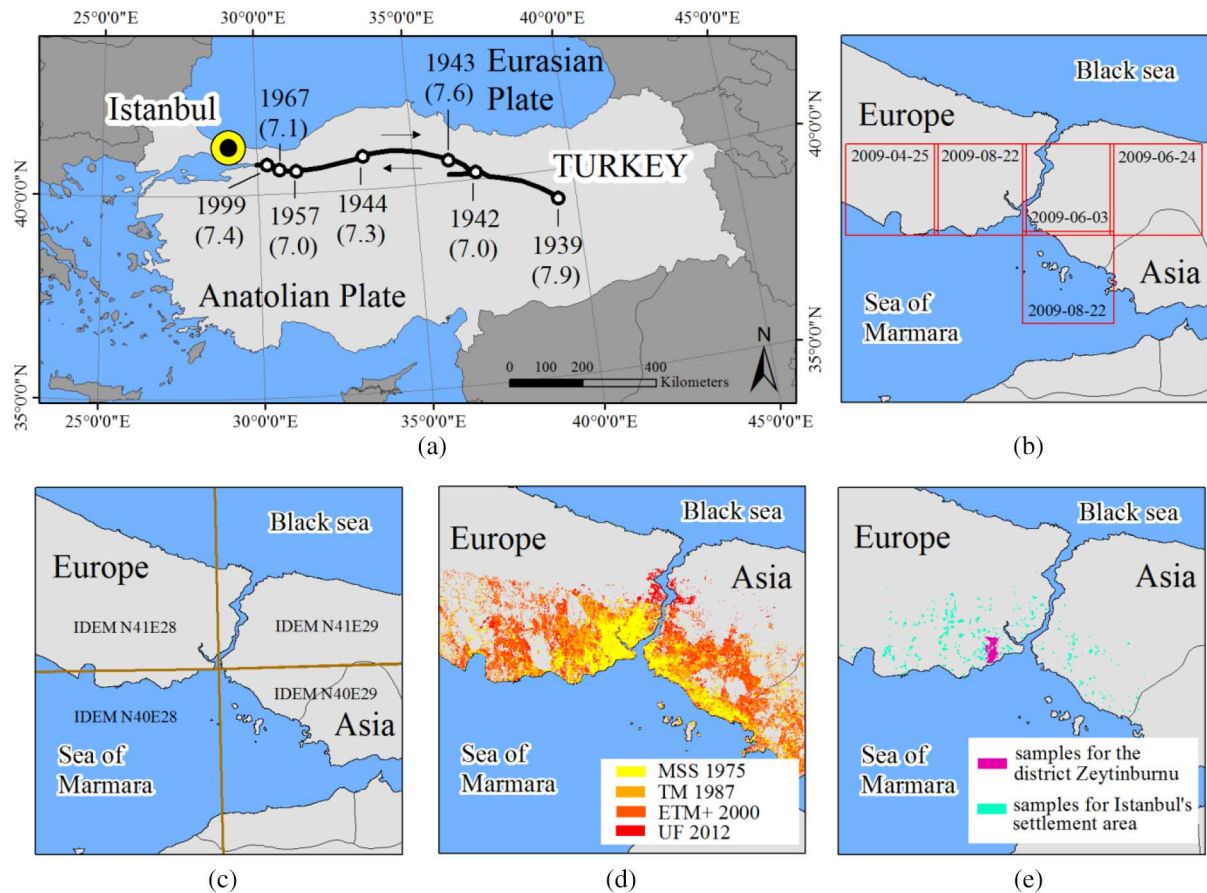 25°0'0"E
30°0'0"E
35°0'0"E
40°0'0"E
45°0'0"E
1943
(7.6)
Eurasian
Plate
Istanbul
1967
(7.1)
TURKEY
1999
(7.4)
1957
(7.0)
1944
(7.3)
1942
(7.0)
1939
(7.9)
Anatolian Plate
N
0 100 200 400
Kilometers
40°0'0"N
35°0'0"N
40°0'0"N
35°0'0"N
25°0'0"E
30°0'0"E
35°0'0"E
40°0'0"E
45°0'0"E
(a)
Black sea
Europe
2009-04-25
2009-08-22
2009-06-24
2009-06-03
Asia
Sea of
Marmara
2009-08-22
(b)
Black sea
Europe
IDEM N41E28
IDEM N41E29
IDEM N40E28
IDEM N40E29
Asia
Sea of
Marmara
(c)
Black sea
Europe
Asia
Sea of
Marmara
MSS 1975
TM 1987
ETM+ 2000
UF 2012
(d)
Black sea
Europe
Asia
Sea of
Marmara
samples for the
district Zeytinburnu
samples for Istanbul's
settlement area
(e)